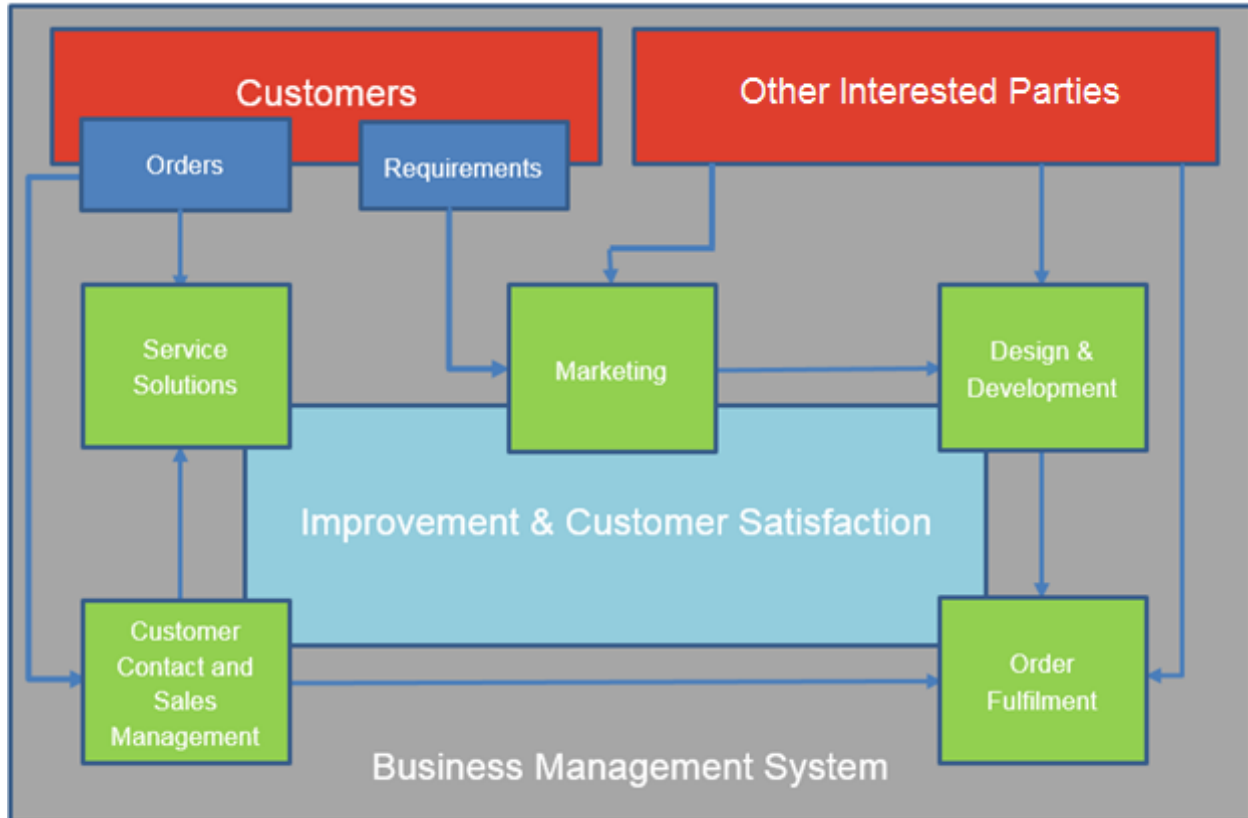 Customers
Other Interested Parties
Orders
Requirements
Service
Solutions
Marketing
Design &
Development
Improvement & Customer Satisfaction
Customer
Contact and
Sales
Management
Order
Fulfilment
Business Management System